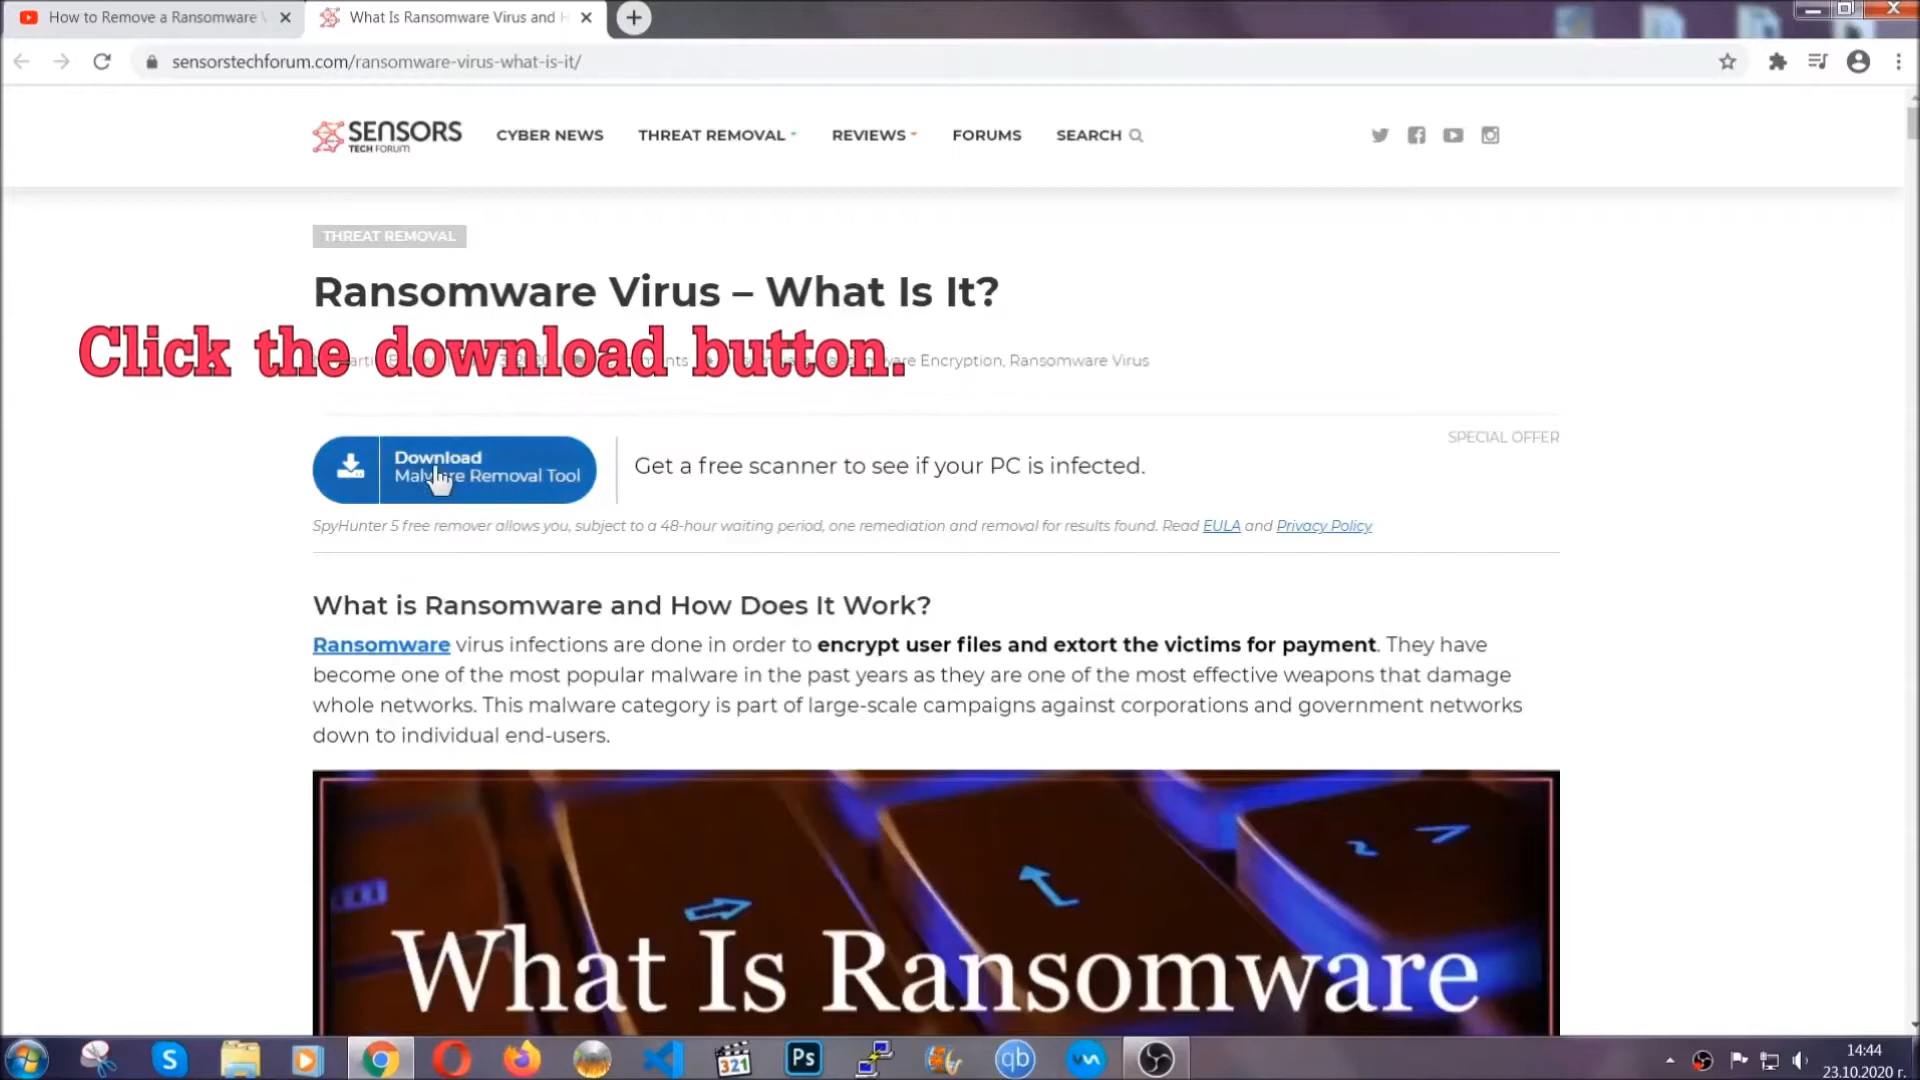 How to Remove a Ransomware V
What Is Ransomware Virus and H
sensorstechforum.com/ransomware-virus-what-is-it/
SENSORS
TECH FORUM
CYBER NEWS
THREAT REMOVAL
REVIEWS
FORUMS
SEARCH
THREAT REMOVAL
Ransomware Virus – What Is It?
Click the download button.
Encryption, Ransomware Virus
SPECIAL OFFER
Download
Malware Removal Tool
Get a free scanner to see if your PC is infected.
SpyHunter 5 free remover allows you, subject to a 48-hour waiting period, one remediation and removal for results found. Read EULA and Privacy Policy
What is Ransomware and How Does It Work?
Ransomware virus infections are done in order to encrypt user files and extort the victims for payment. They have
become one of the most popular malware in the past years as they are one of the most effective weapons that damage
whole networks. This malware category is part of large-scale campaigns against corporations and government networks
down to individual end-users.
What Is Ransomware
S
321
Ps
qb
14:44
23.10.2020 г.